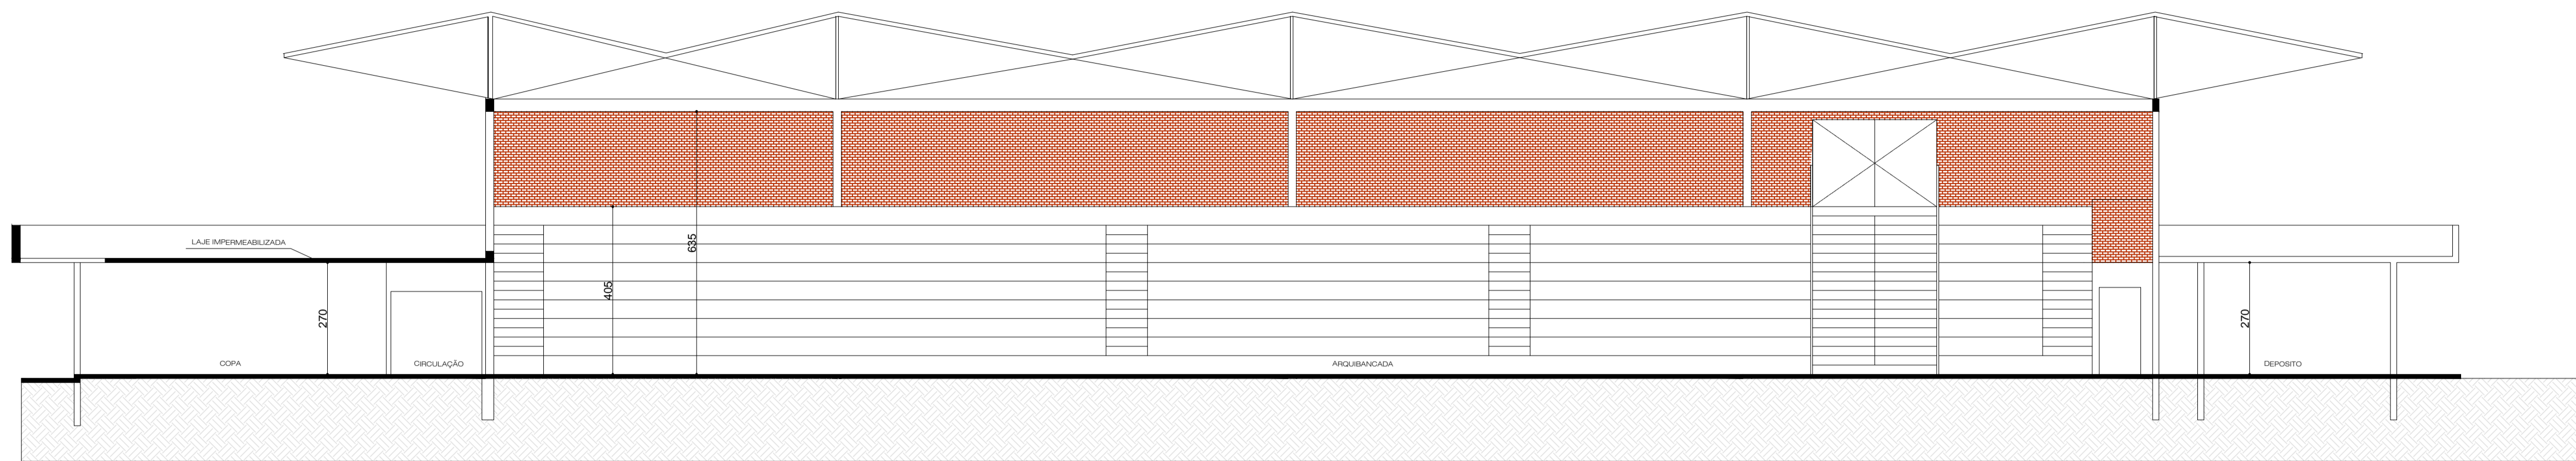 LAJE IMPERMEABILIZADA
635
405
270
270
COPA
CIRCULAÇÃO
ARQUIBANCADA
DEPOSITO